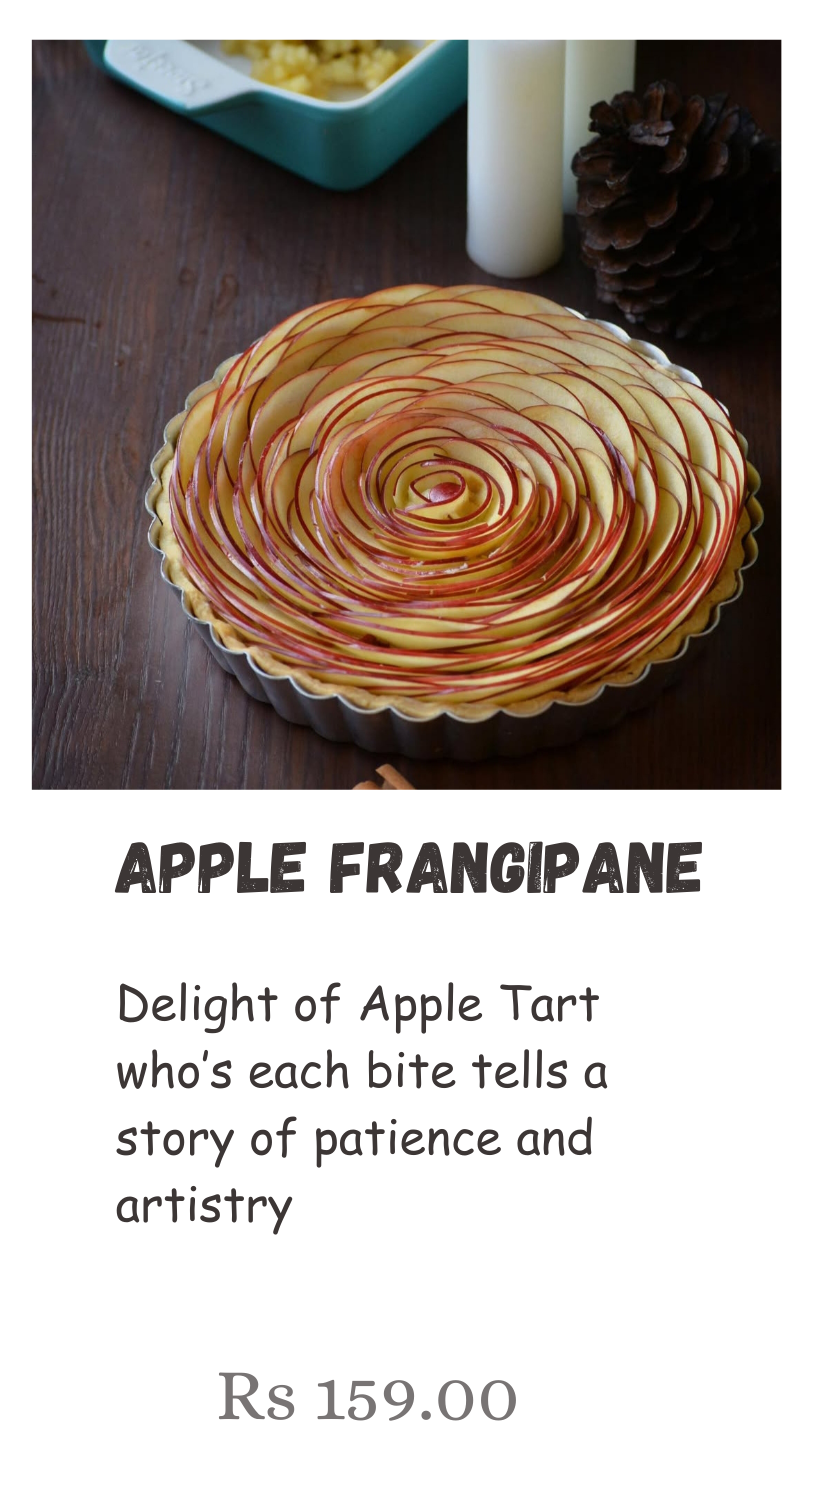 APPLE FRANGIPANE
Delight of Apple Tart
who's each bite tells a
story of patience and
artistry
Rs 159.00